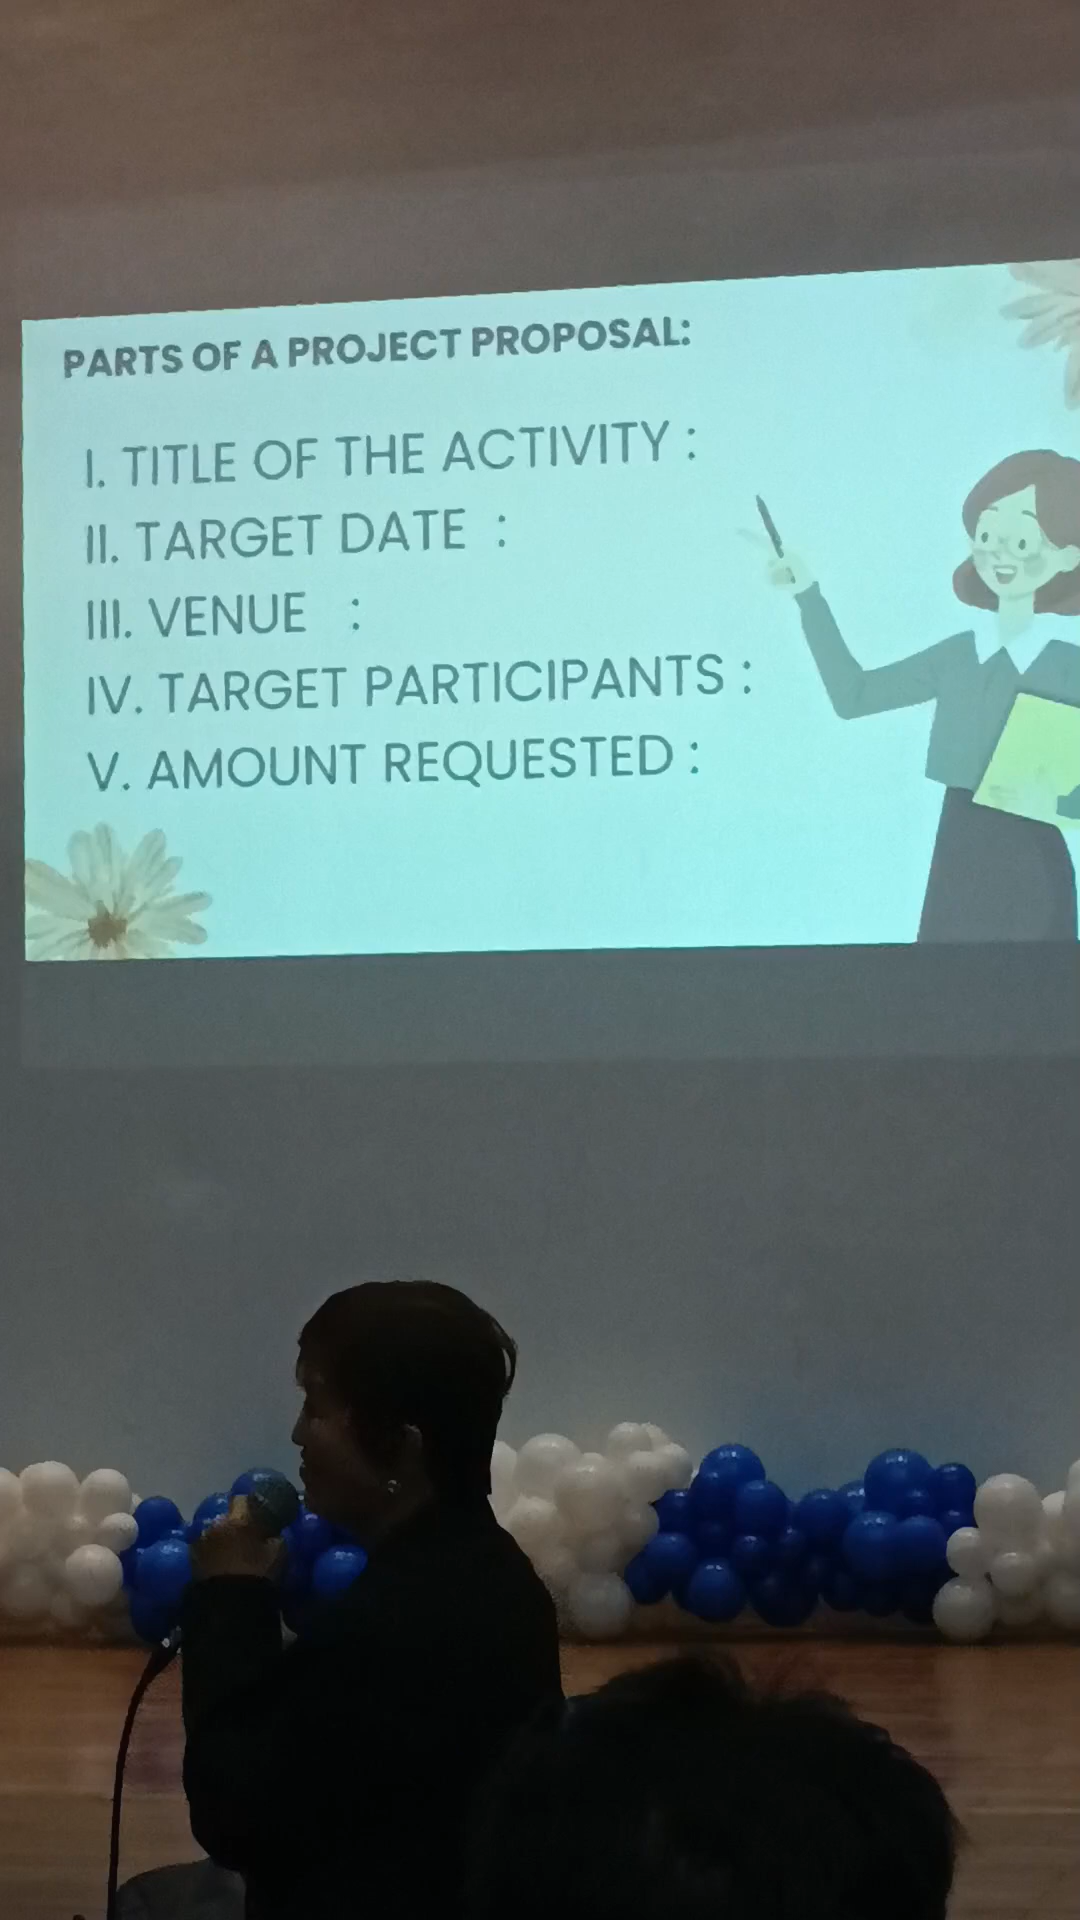 PARTS OF A PROJECT PROPOSAL:
I. TITLE OF THE ACTIVITY :
II. TARGET DATE :
III. VENUE :
IV. TARGET PARTICIPANTS :
V. AMOUNT REQUESTED :